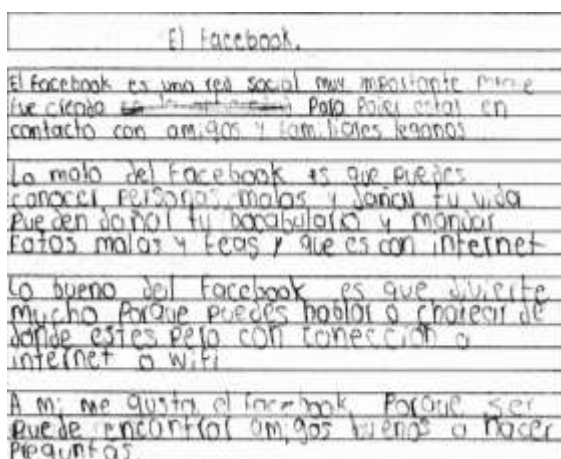 El Facebook.
El Facebook es una red social muy importante porque
fue creado para poder estar en
contacto con amigos y familiares leganos
Lo malo del Facebook es que puedes
conocer personas malas y dañar tu vida
Pueden dañar tu bocabulario y mandar
Fotos malas y feas y que es con internet
Lo bueno del Facebook es que divierte
mucho Porque puedes hablar o chatear de
donde estes Pero con conección a
internet o wifi
A mi me gusta el Facebook Porque ser
Puede encontrar amigos buenos o hacer
Preguntas.